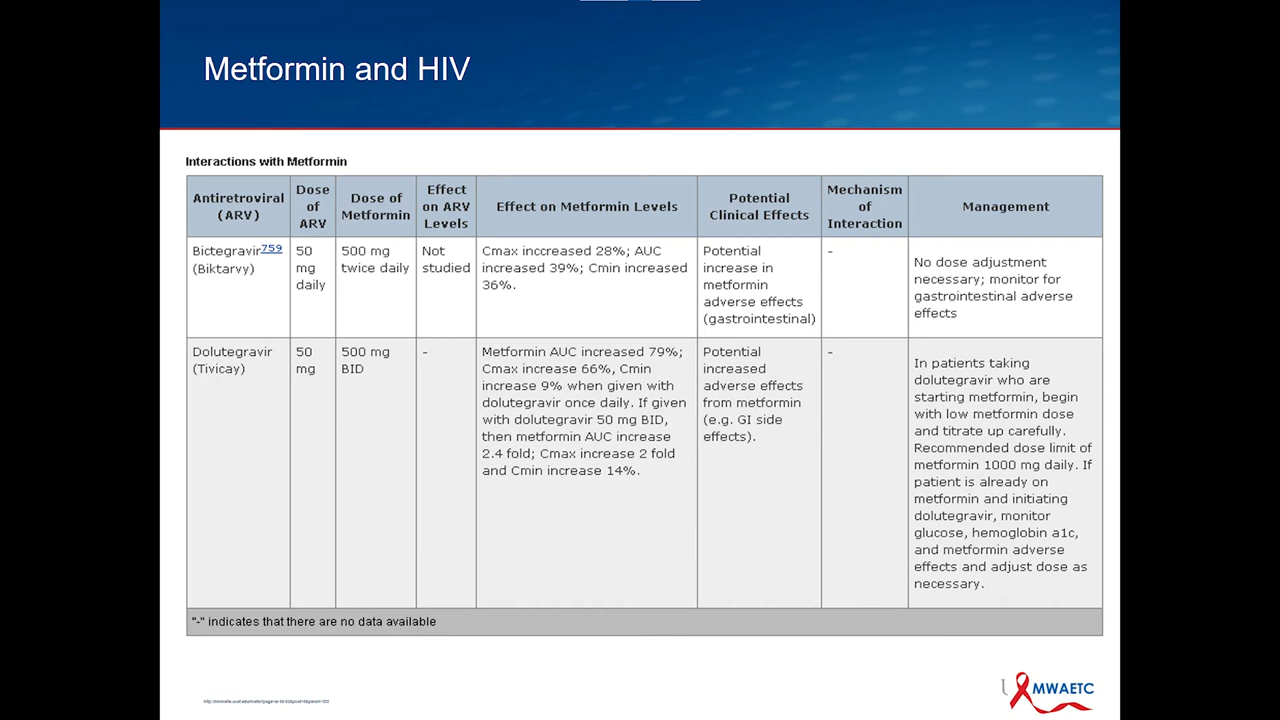 Metformin and HIV
Interactions with Metformin
Antiretroviral
(ARV)
Dose
of
ARV
Dose of
Metformin
Effect
on ARV
Levels
Effect on Metformin Levels
Potential
Clinical Effects
Mechanism
of
Interaction
Management
Bictegravir759
(Biktarvy)
50
mg
daily
500 mg
twice daily
Not
studied
Cmax inccreased 28%; AUC
increased 39%; Cmin increased
36%.
Potential
increase in
metformin
adverse effects
(gastrointestinal)
-
No dose adjustment
necessary; monitor for
gastrointestinal adverse
effects
Dolutegravir
(Tivicay)
50
mg
500 mg
BID
-
Metformin AUC increased 79%;
Cmax increase 66%, Cmin
increase 9% when given with
dolutegravir once daily. If given
with dolutegravir 50 mg BID,
then metformin AUC increase
2.4 fold; Cmax increase 2 fold
and Cmin increase 14%.
Potential
increased
adverse effects
from metformin
(e.g. GI side
effects).
-
In patients taking
dolutegravir who are
starting metformin, begin
with low metformin dose
and titrate up carefully.
Recommended dose limit of
metformin 1000 mg daily. If
patient is already on
metformin and initiating
dolutegravir, monitor
glucose, hemoglobin a1c,
and metformin adverse
effects and adjust dose as
necessary.
"-" indicates that there are no data available
MWAETC